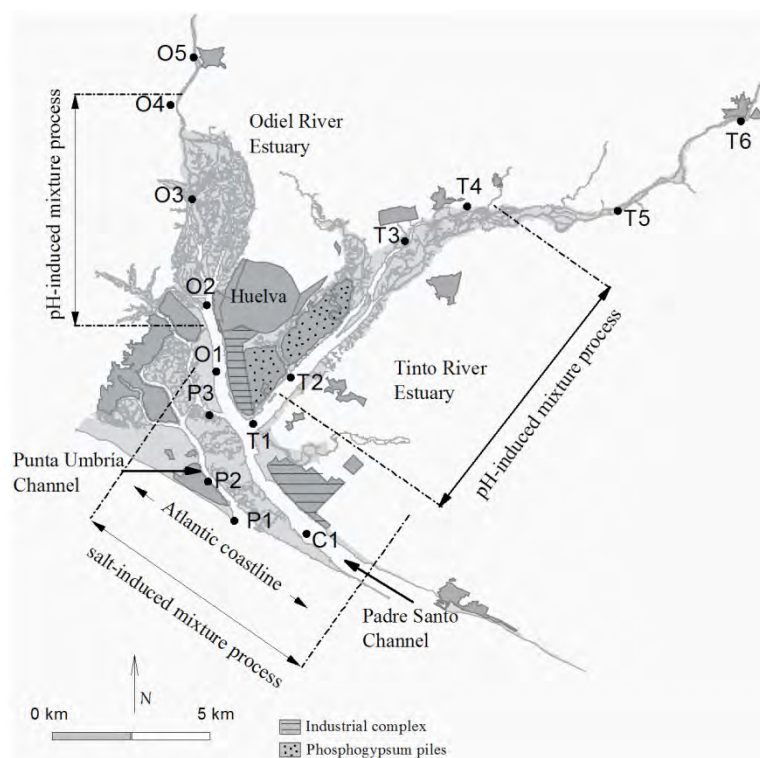 O5
O4
Odiel River
Estuary
T6
pH-induced mixture process
O3
T4
T5
T3
O2
Huelva
O1
T2
Tinto River
Estuary
P3
T1
pH-induced mixture process
Punta Umbría
Channel
P2
P1
C1
Atlantic coastline
salt-induced mixture process
Padre Santo
Channel
N
0 km
5 km
Industrial complex
Phosphogypsum piles